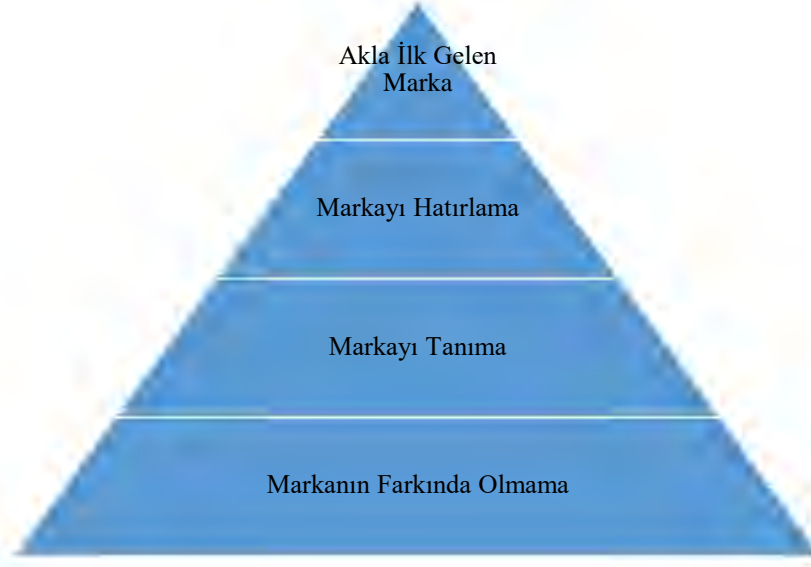 Akla İlk Gelen
Marka
Markayı Hatırlama
Markayı Tanıma
Markanın Farkında Olmama